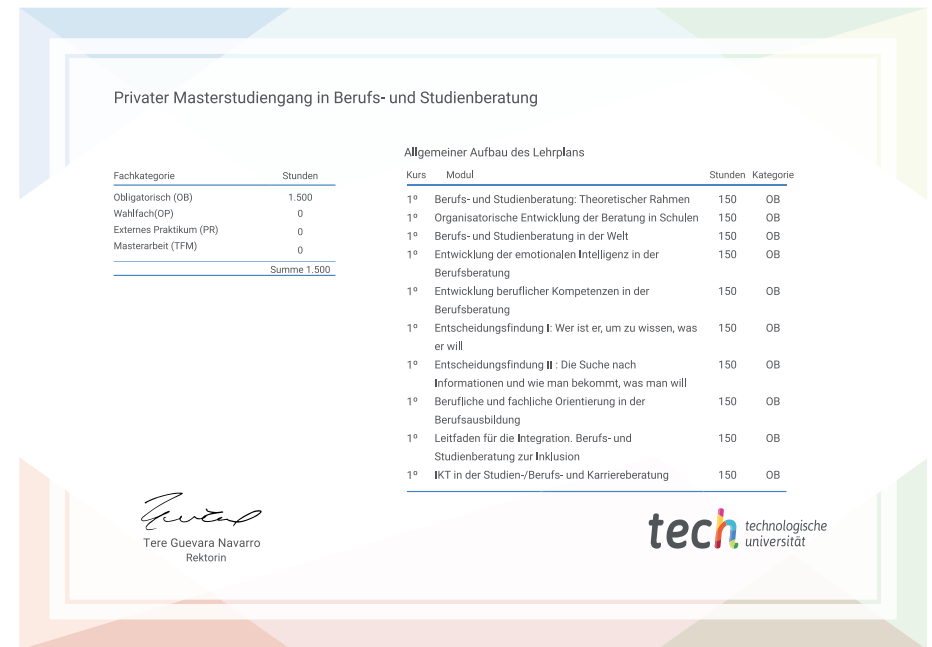 Privater Masterstudiengang in Berufs- und Studienberatung
Fachkategorie Stunden
Obligatorisch (OB) 1.500
Wahlfach(OP) 0
Externes Praktikum (PR) 0
Masterarbeit (TFM) 0
Summe 1.500
Allgemeiner Aufbau des Lehrplans
Kurs Modul Stunden Kategorie
1º Berufs- und Studienberatung: Theoretischer Rahmen 150 OB
1º Organisatorische Entwicklung der Beratung in Schulen 150 OB
1º Berufs- und Studienberatung in der Welt 150 OB
1º Entwicklung der emotionalen Intelligenz in der 150 OB
Berufsberatung
1º Entwicklung beruflicher Kompetenzen in der 150 OB
Berufsberatung
1º Entscheidungsfindung I: Wer ist er, um zu wissen, was 150 OB
er will
1º Entscheidungsfindung II : Die Suche nach 150 OB
Informationen und wie man bekommt, was man will
1º Berufliche und fachliche Orientierung in der 150 OB
Berufsausbildung
1º Leitfaden für die Integration. Berufs- und 150 OB
Studienberatung zur Inklusion
1º IKT in der Studien-/Berufs- und Karriereberatung 150 OB
Tere Guevara Navarro
Rektorin
tech technologische
universität